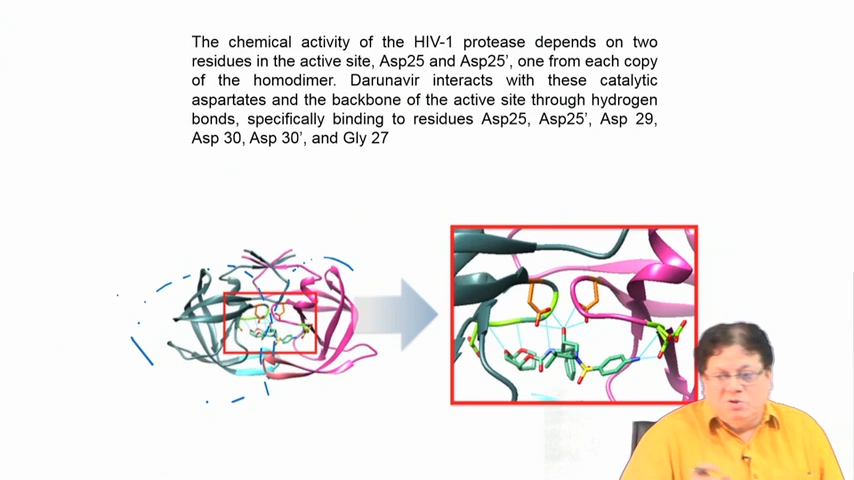 The chemical activity of the HIV-1 protease depends on two
residues in the active site, Asp25 and Asp25’, one from each copy
of the homodimer. Darunavir interacts with these catalytic
aspartates and the backbone of the active site through hydrogen
bonds, specifically binding to residues Asp25, Asp25’, Asp 29,
Asp 30, Asp 30’, and Gly 27